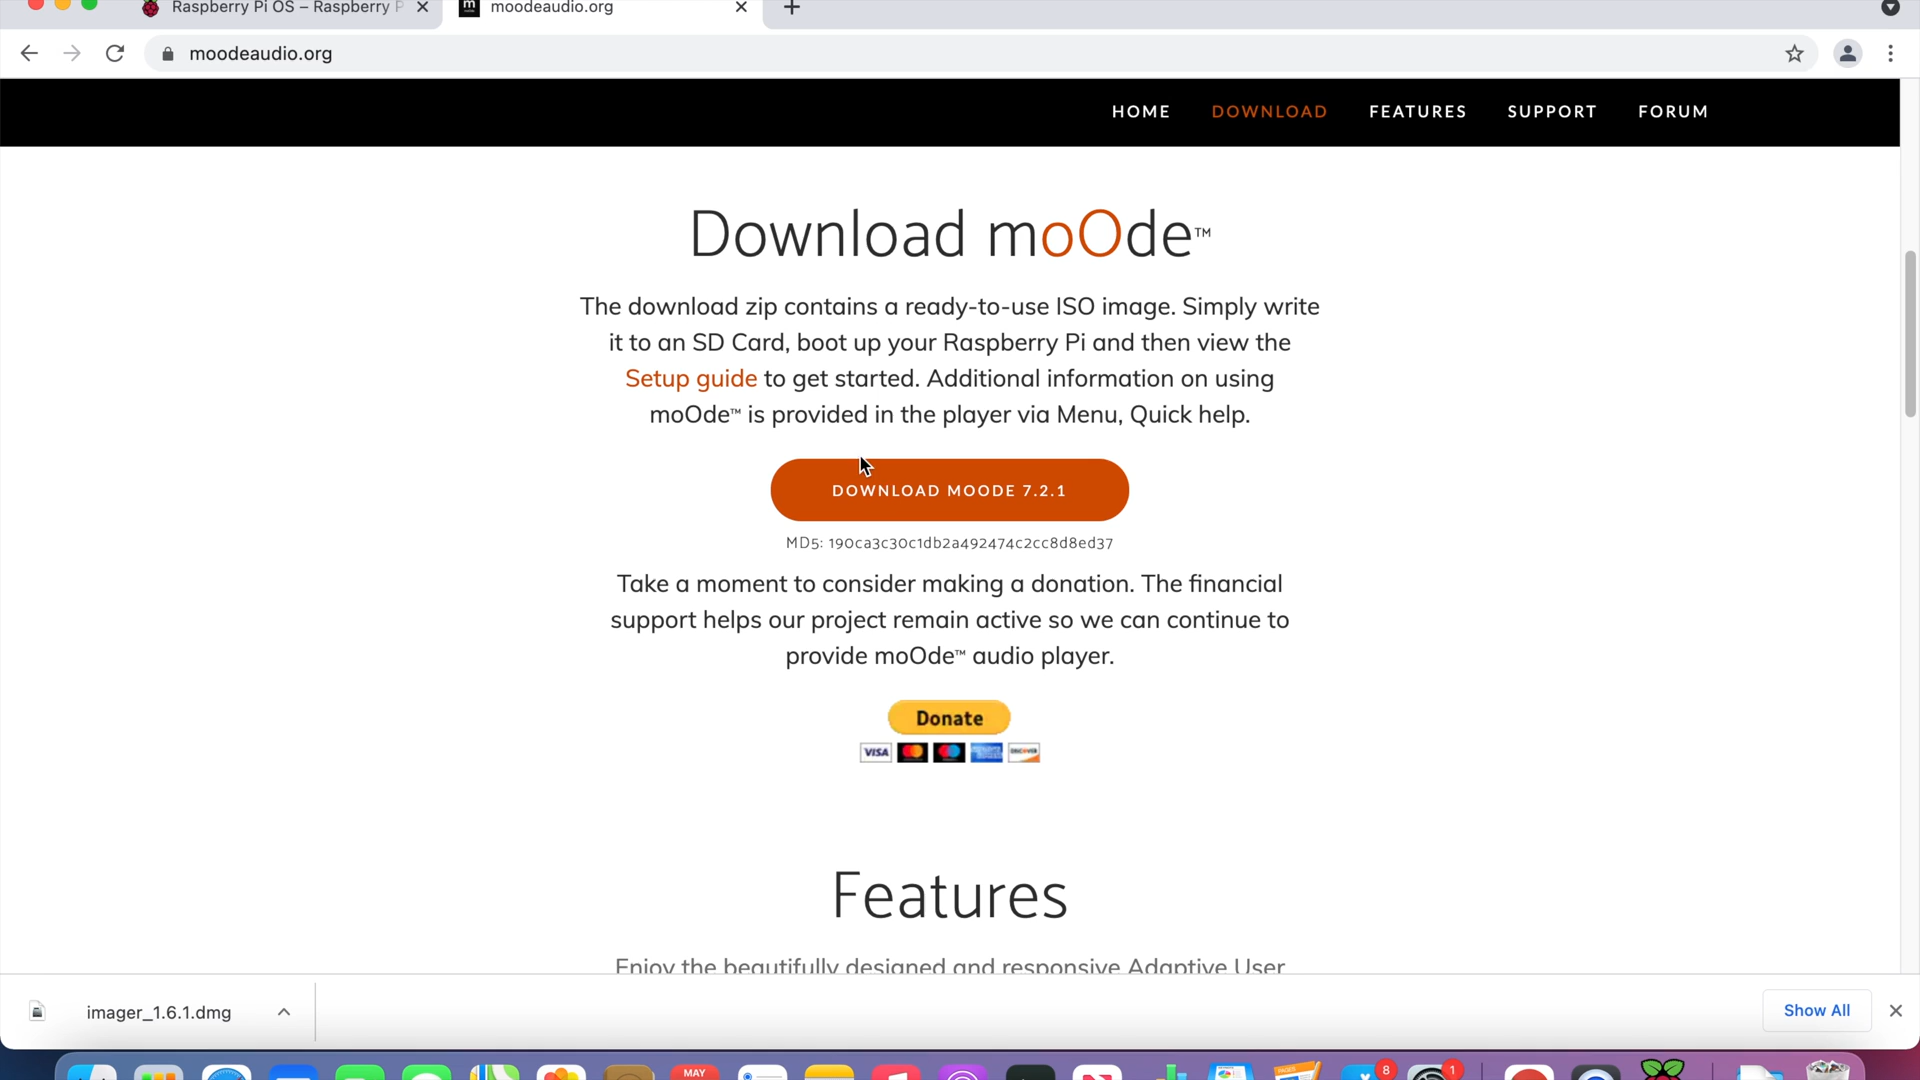 Raspberry Pi OS – Raspberry P
moodeaudio.org
moodeaudio.org
HOME DOWNLOAD FEATURES SUPPORT FORUM
Download moOde™
The download zip contains a ready-to-use ISO image. Simply write
it to an SD Card, boot up your Raspberry Pi and then view the
Setup guide to get started. Additional information on using
moOde™ is provided in the player via Menu, Quick help.
DOWNLOAD MOODE 7.2.1
MD5: 190ca3c30c1db2a492474c2cc8d8ed37
Take a moment to consider making a donation. The financial
support helps our project remain active so we can continue to
provide moOde™ audio player.
Donate
VISA
DISCOVER
Features
Enjoy the beautifully designed and responsive Adaptive User
imager_1.6.1.dmg
Show All
MAY
PAGES
8
1